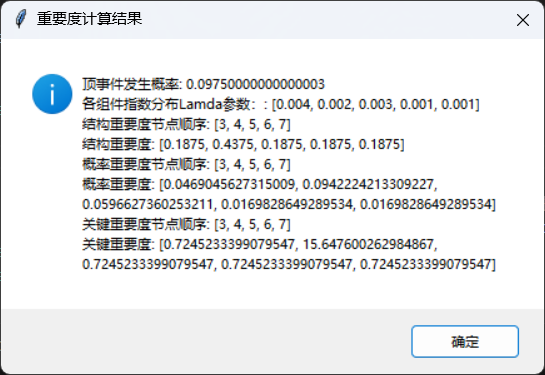 重要度计算结果
顶事件发生概率: 0.09750000000000003
各组件指数分布Lamda参数: : [0.004, 0.002, 0.003, 0.001, 0.001]
结构重要度节点顺序: [3, 4, 5, 6, 7]
结构重要度: [0.1875, 0.4375, 0.1875, 0.1875, 0.1875]
概率重要度节点顺序: [3, 4, 5, 6, 7]
概率重要度: [0.0469045627315009, 0.0942224213309227,
0.0596627360253211, 0.0169828649289534, 0.0169828649289534]
关键重要度节点顺序: [3, 4, 5, 6, 7]
关键重要度: [0.7245233399079547, 15.647600262984867,
0.7245233399079547, 0.7245233399079547, 0.7245233399079547]
确定